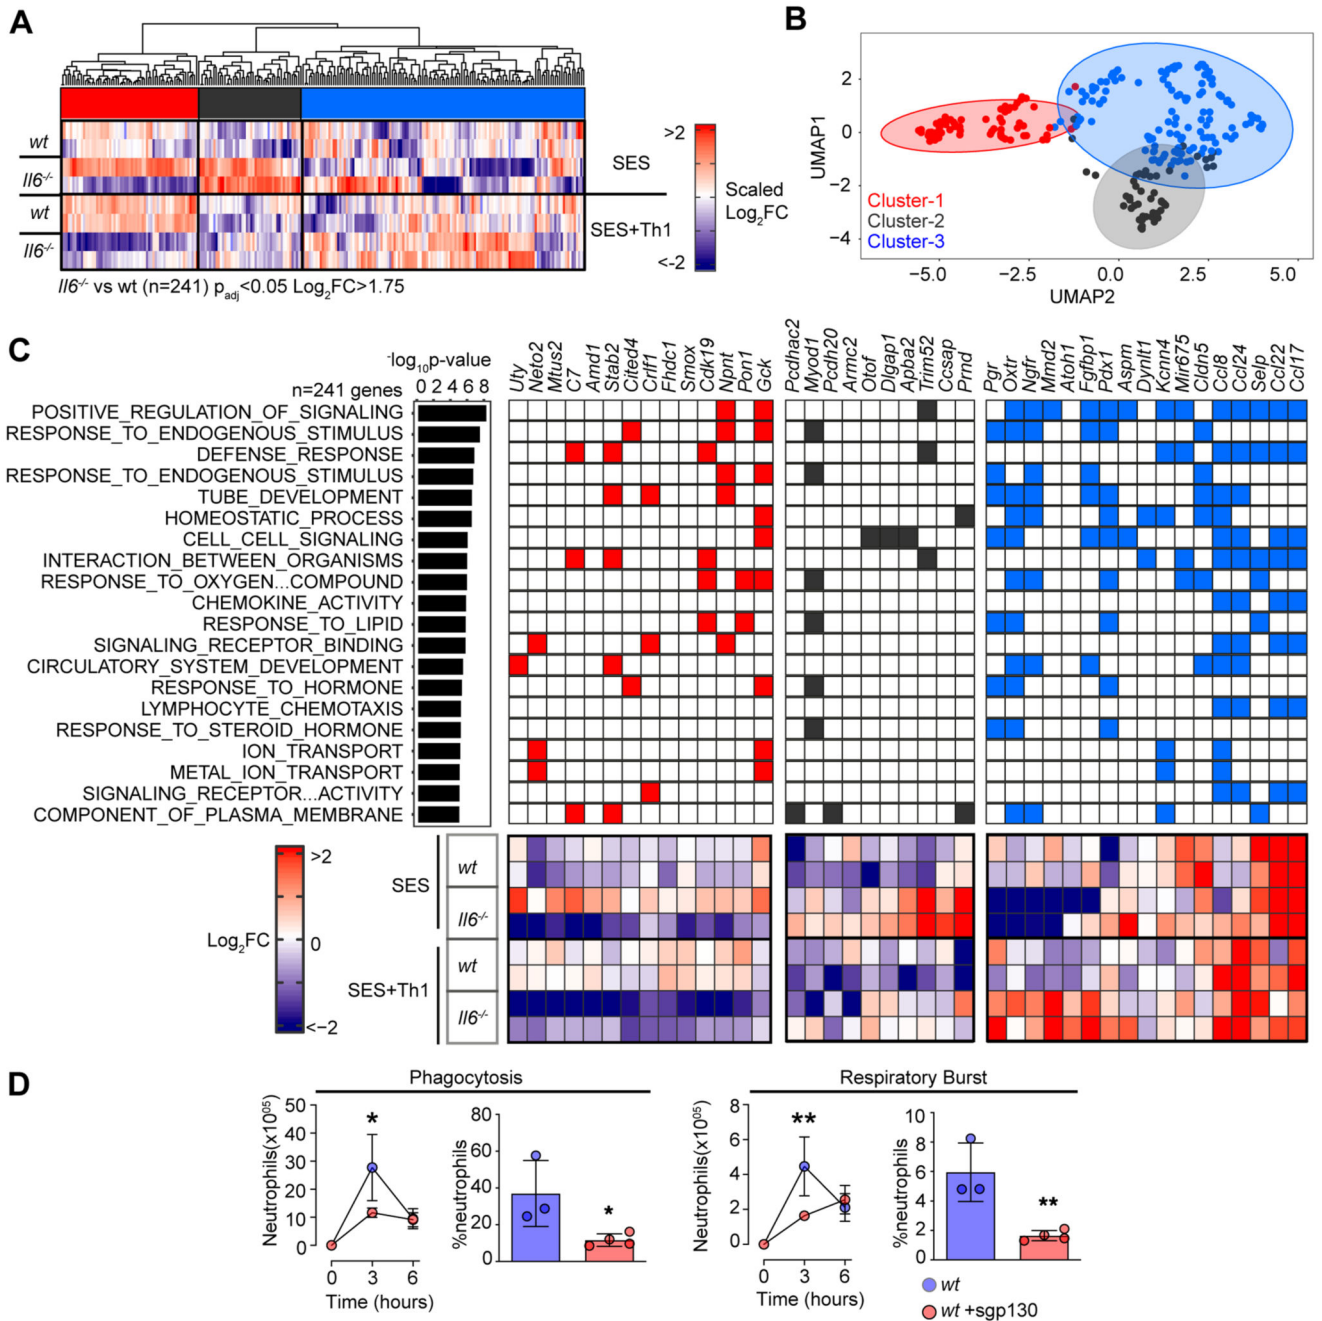 A
wt
Il6-/-
wt
Il6-/-
SES
SES+Th1
>2
Scaled
Log2FC
<-2
Il6-/- vs wt (n=241) padj<0.05 Log2FC>1.75
B
UMAP1
2
0
−2
−4
Cluster-1
Cluster-2
Cluster-3
−5.0 −2.5 0.0 2.5 5.0
UMAP2
C
-log10p-value
n=241 genes
0 2 4 6 8
Uty Neto2 Mtus2 C7 Amd1 Stab2 Cited4 Crlf1 Fhdc1 Smox Cdk19 Npnt Pon1 Gck
Pcdhac2 Myod1 Pcdh20 Armc2 Otof Dlgap1 Apba2 Trim52 Ccsap Prnd
Pgr Oxtr Ngfr Mmd2 Atoh1 Fgfbp1 Pdx1 Aspm Dynlt1 Kcnn4 Mir675 Cldn5 Ccl8 Ccl24 Selp Ccl22 Ccl17
POSITIVE_REGULATION_OF_SIGNALING
RESPONSE_TO_ENDOGENOUS_STIMULUS
DEFENSE_RESPONSE
RESPONSE_TO_ENDOGENOUS_STIMULUS
TUBE_DEVELOPMENT
HOMEOSTATIC_PROCESS
CELL_CELL_SIGNALING
INTERACTION_BETWEEN_ORGANISMS
RESPONSE_TO_OXYGEN...COMPOUND
CHEMOKINE_ACTIVITY
RESPONSE_TO_LIPID
SIGNALING_RECEPTOR_BINDING
CIRCULATORY_SYSTEM_DEVELOPMENT
RESPONSE_TO_HORMONE
LYMPHOCYTE_CHEMOTAXIS
RESPONSE_TO_STEROID_HORMONE
ION_TRANSPORT
METAL_ION_TRANSPORT
SIGNALING_RECEPTOR...ACTIVITY
COMPONENT_OF_PLASMA_MEMBRANE
>2
Log2FC
0
<−2
SES
SES+Th1
wt
Il6-/-
wt
Il6-/-
D
Phagocytosis
Neutrophils(x10^05)
50
40
30
20
10
0
*
0 3 6
Time (hours)
%neutrophils
80
60
40
20
0
*
Respiratory Burst
Neutrophils(x10^05)
8
6
4
2
0
**
0 3 6
Time (hours)
%neutrophils
10
8
6
4
2
0
**
wt
wt +sgp130